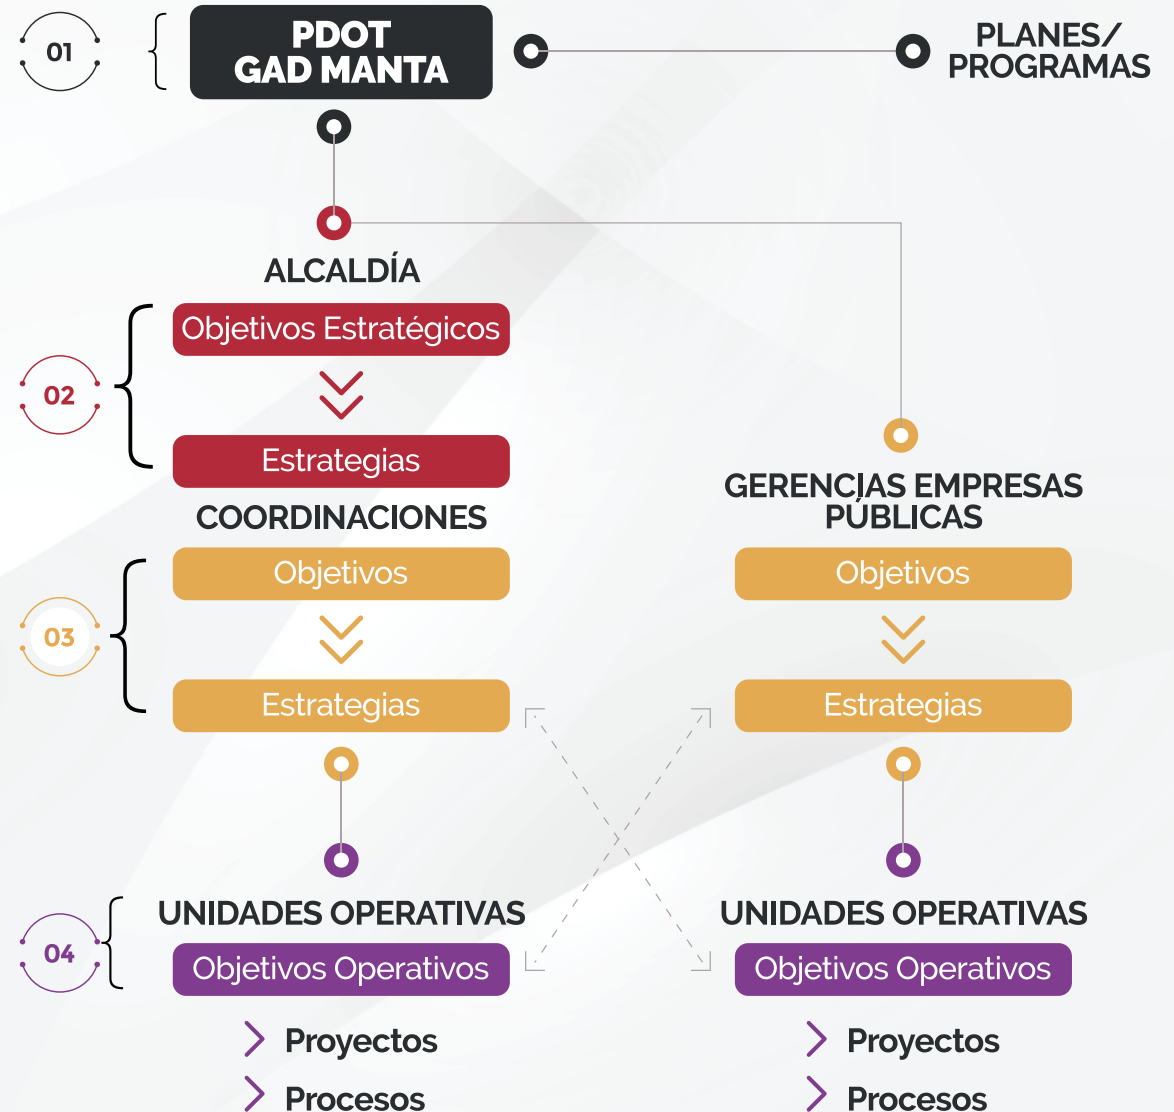 01
PDOT
GAD MANTA
PLANES/
PROGRAMAS
ALCALDÍA
Objetivos Estratégicos
02
Estrategias
COORDINACIONES
Objetivos
03
Estrategias
GERENCIAS EMPRESAS
PÚBLICAS
Objetivos
Estrategias
04
UNIDADES OPERATIVAS
Objetivos Operativos
Proyectos
Procesos
UNIDADES OPERATIVAS
Objetivos Operativos
Proyectos
Procesos